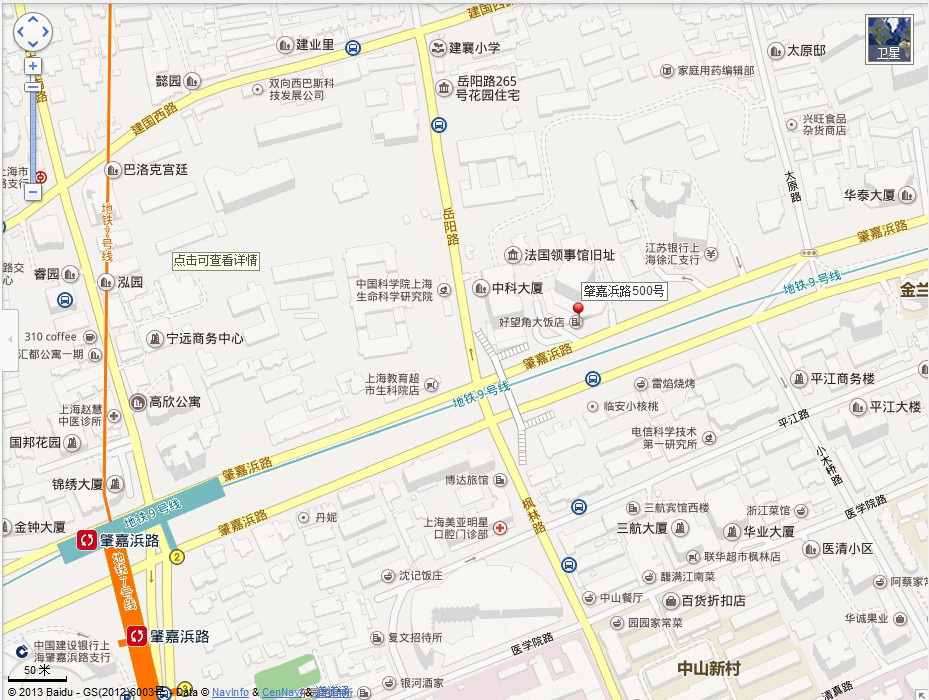 建国西
建业里
建襄小学
太原邸
卫星
懿园
双向西巴斯科
技发展公司
岳阳路265
号花园住宅
家庭用药编辑部
兴旺食品
杂货商店
建国西路
巴洛克宫廷
上海市
路支行
太原路
华泰大厦
地铁7号线
岳阳路
肇嘉浜路
点击可查看详情
法国领事馆旧址
江苏银行上
海徐汇支行
路交
心
睿园
泓园
中国科学院上海
生命科学研究院
中科大厦
肇嘉浜路500号
地铁9号线
金兰
好望角大饭店
310 coffee
汇都公寓一期
宁远商务中心
肇嘉浜路
上海教育超
市生科院店
地铁9号线
雷焰烧烤
平江商务楼
高欣公寓
上海赵慧
中医诊所
临安小核桃
平江大楼
平江路
国邦花园
电信科学技术
第一研究所
小木桥路
肇嘉浜路
锦绣大厦
博达旅馆
枫林路
地铁9号线
肇嘉浜路
丹妮
三航宾馆西楼
浙江菜馆
医学院路
金钟大厦
上海美亚明星
口腔门诊部
三航大厦
华业大厦
肇嘉浜路
2
联华超市枫林店
医清小区
地铁7号线
沈记饭庄
馥满江南菜
阿蔡家常
中山餐厅
百货折扣店
园园家常菜
华诚果业
肇嘉浜路
复文招待所
医学院路
中国建设银行上
海肇嘉浜路支行
中山新村
50 米
银河酒家
清真路
2
© 2013 Baidu - GS(2012)6003号 - Data © NavInfo & CenNavi &